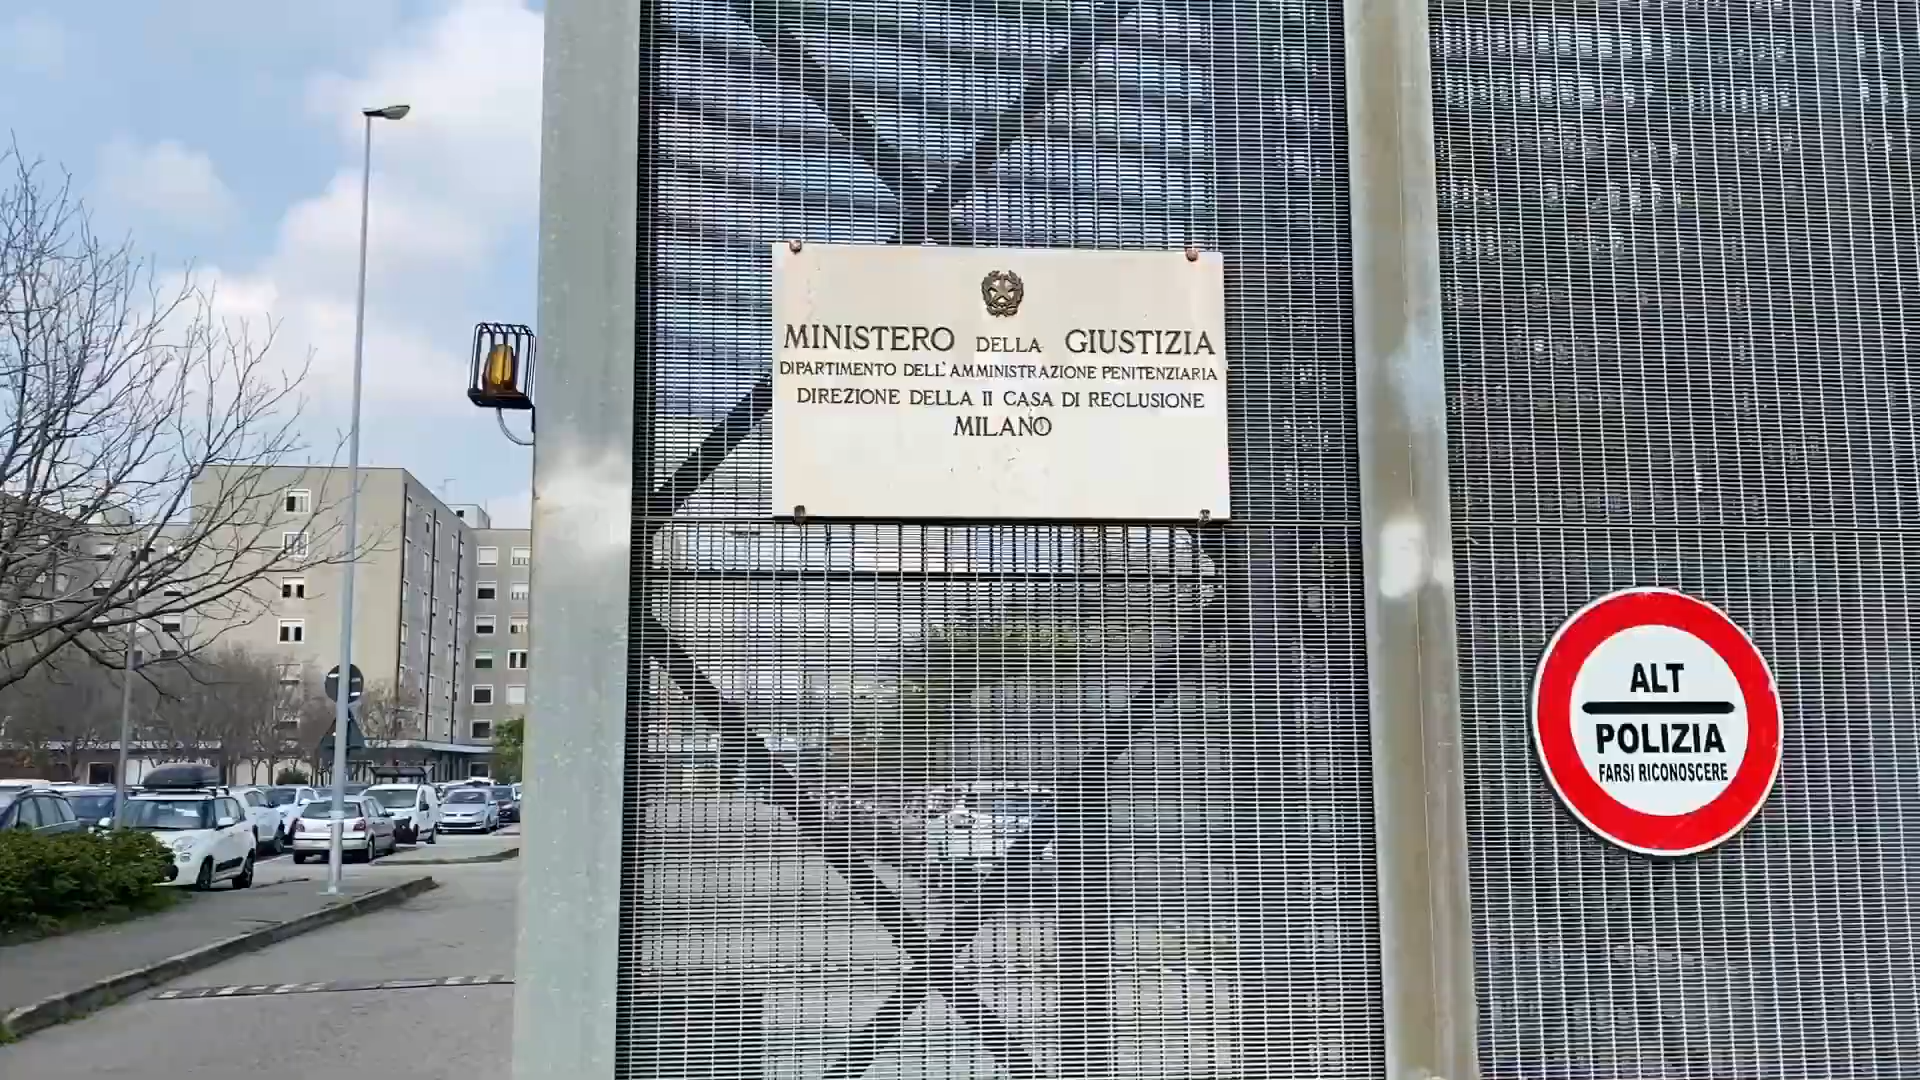 MINISTERO DELLA GIUSTIZIA
DIPARTIMENTO DELL'AMMINISTRAZIONE PENITENZIARIA
DIREZIONE DELLA II CASA DI RECLUSIONE
MILANO
ALT
POLIZIA
FARSI RICONOSCERE